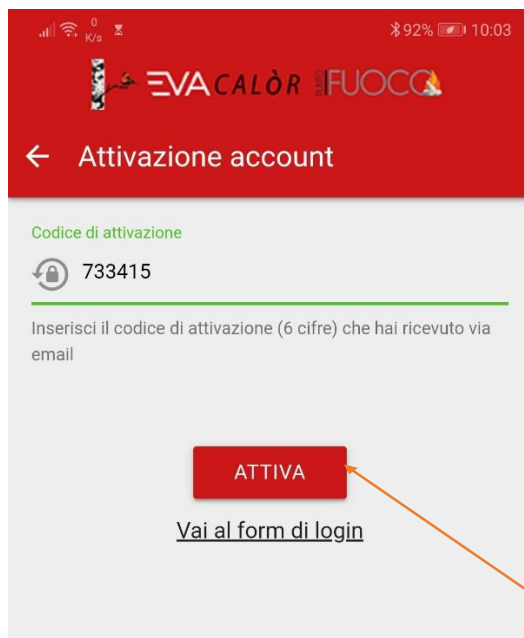 0
K/s
92% 10:03
EVA CALÒR FUOCO
Attivazione account
Codice di attivazione
733415
Inserisci il codice di attivazione (6 cifre) che hai ricevuto via
email
ATTIVA
Vai al form di login